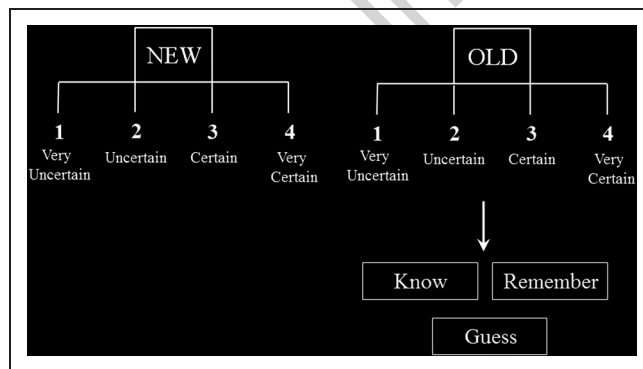 NEW OLD
1 2 3 4 1 2 3 4
Very Uncertain Certain Very Very Uncertain Certain Very
Uncertain Certain Uncertain Certain
Know Remember
Guess